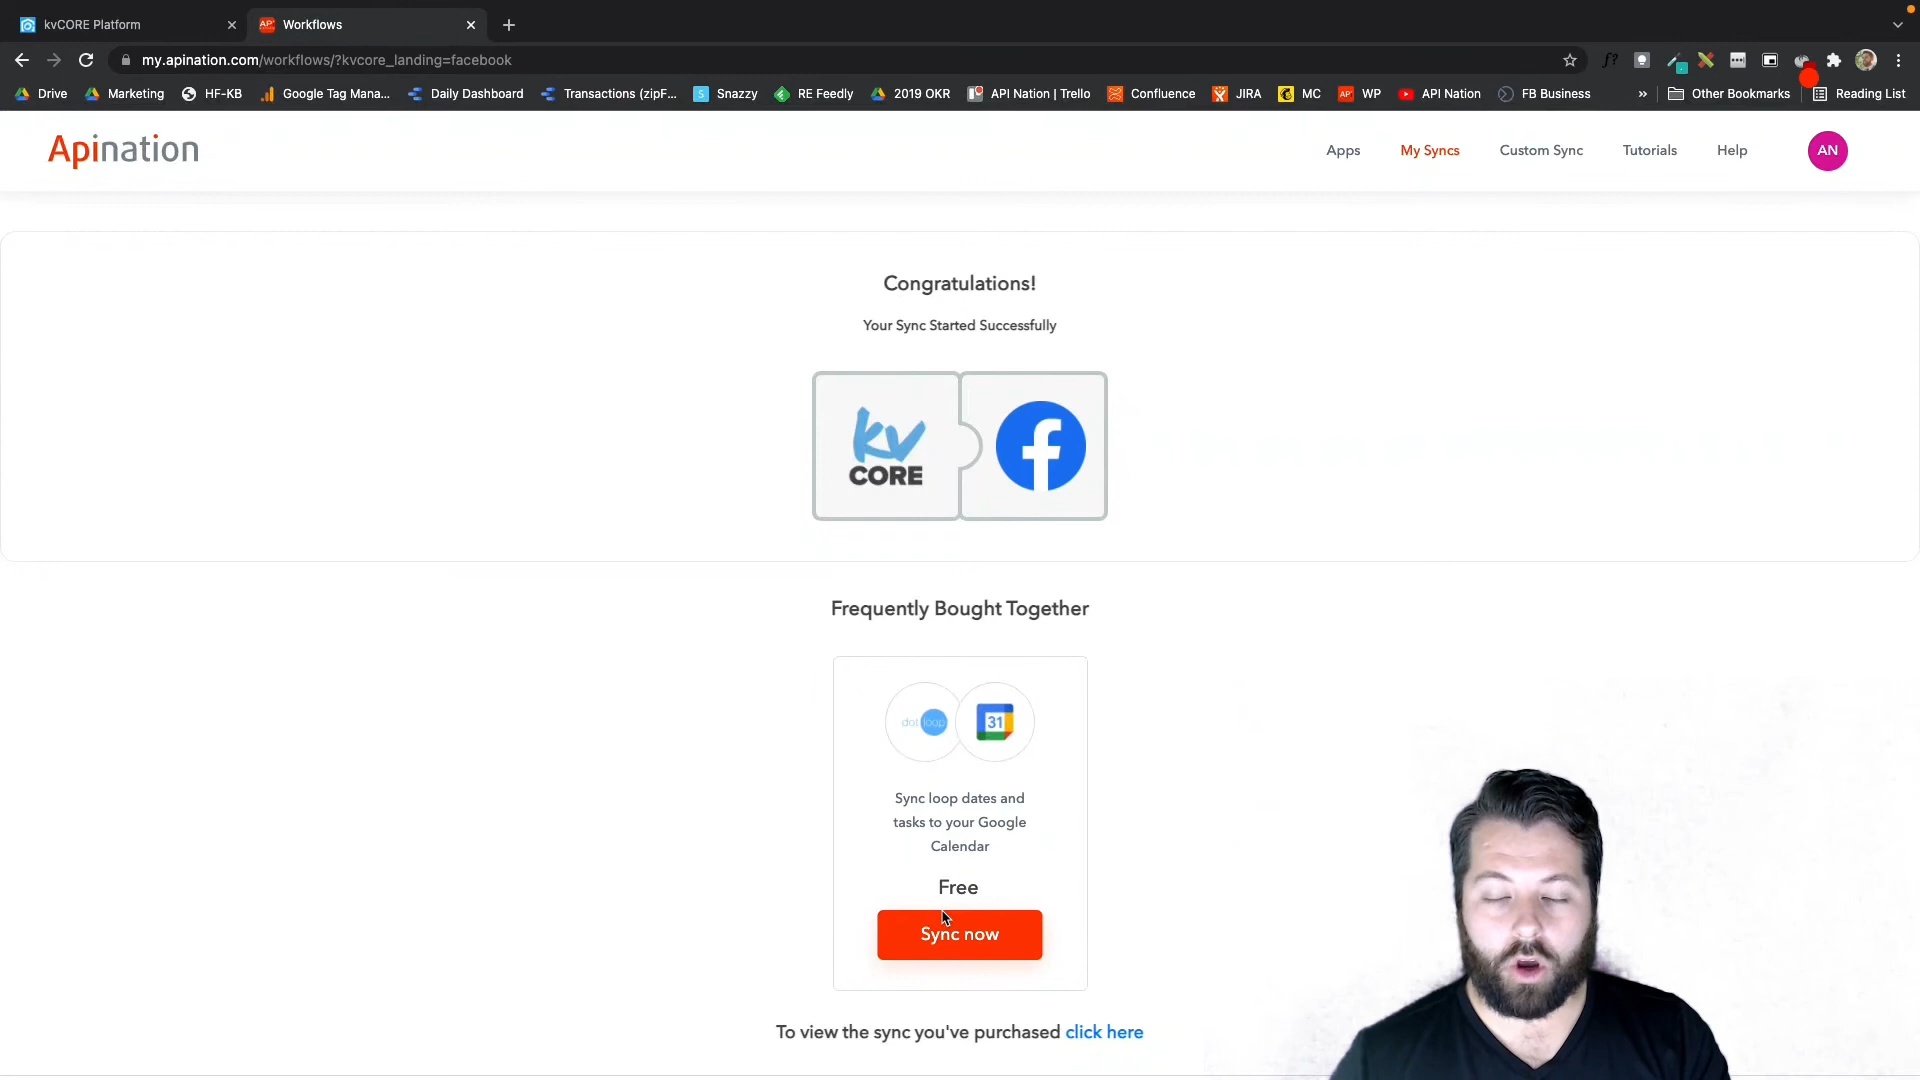 kvCORE Platform
AP⁺ Workflows
my.apination.com/workflows/?kvcore_landing=facebook
f?
Drive Marketing HF-KB Google Tag Mana... Daily Dashboard Transactions (zipF... S Snazzy RE Feedly 2019 OKR API Nation | Trello Confluence JIRA MC AP⁺ WP API Nation FB Business » Other Bookmarks Reading List
Apination
Apps My Syncs Custom Sync Tutorials Help AN
Congratulations!
Your Sync Started Successfully
kv
CORE
f
Frequently Bought Together
dotloop 31
Sync loop dates and
tasks to your Google
Calendar
Free
Sync now
To view the sync you've purchased click here